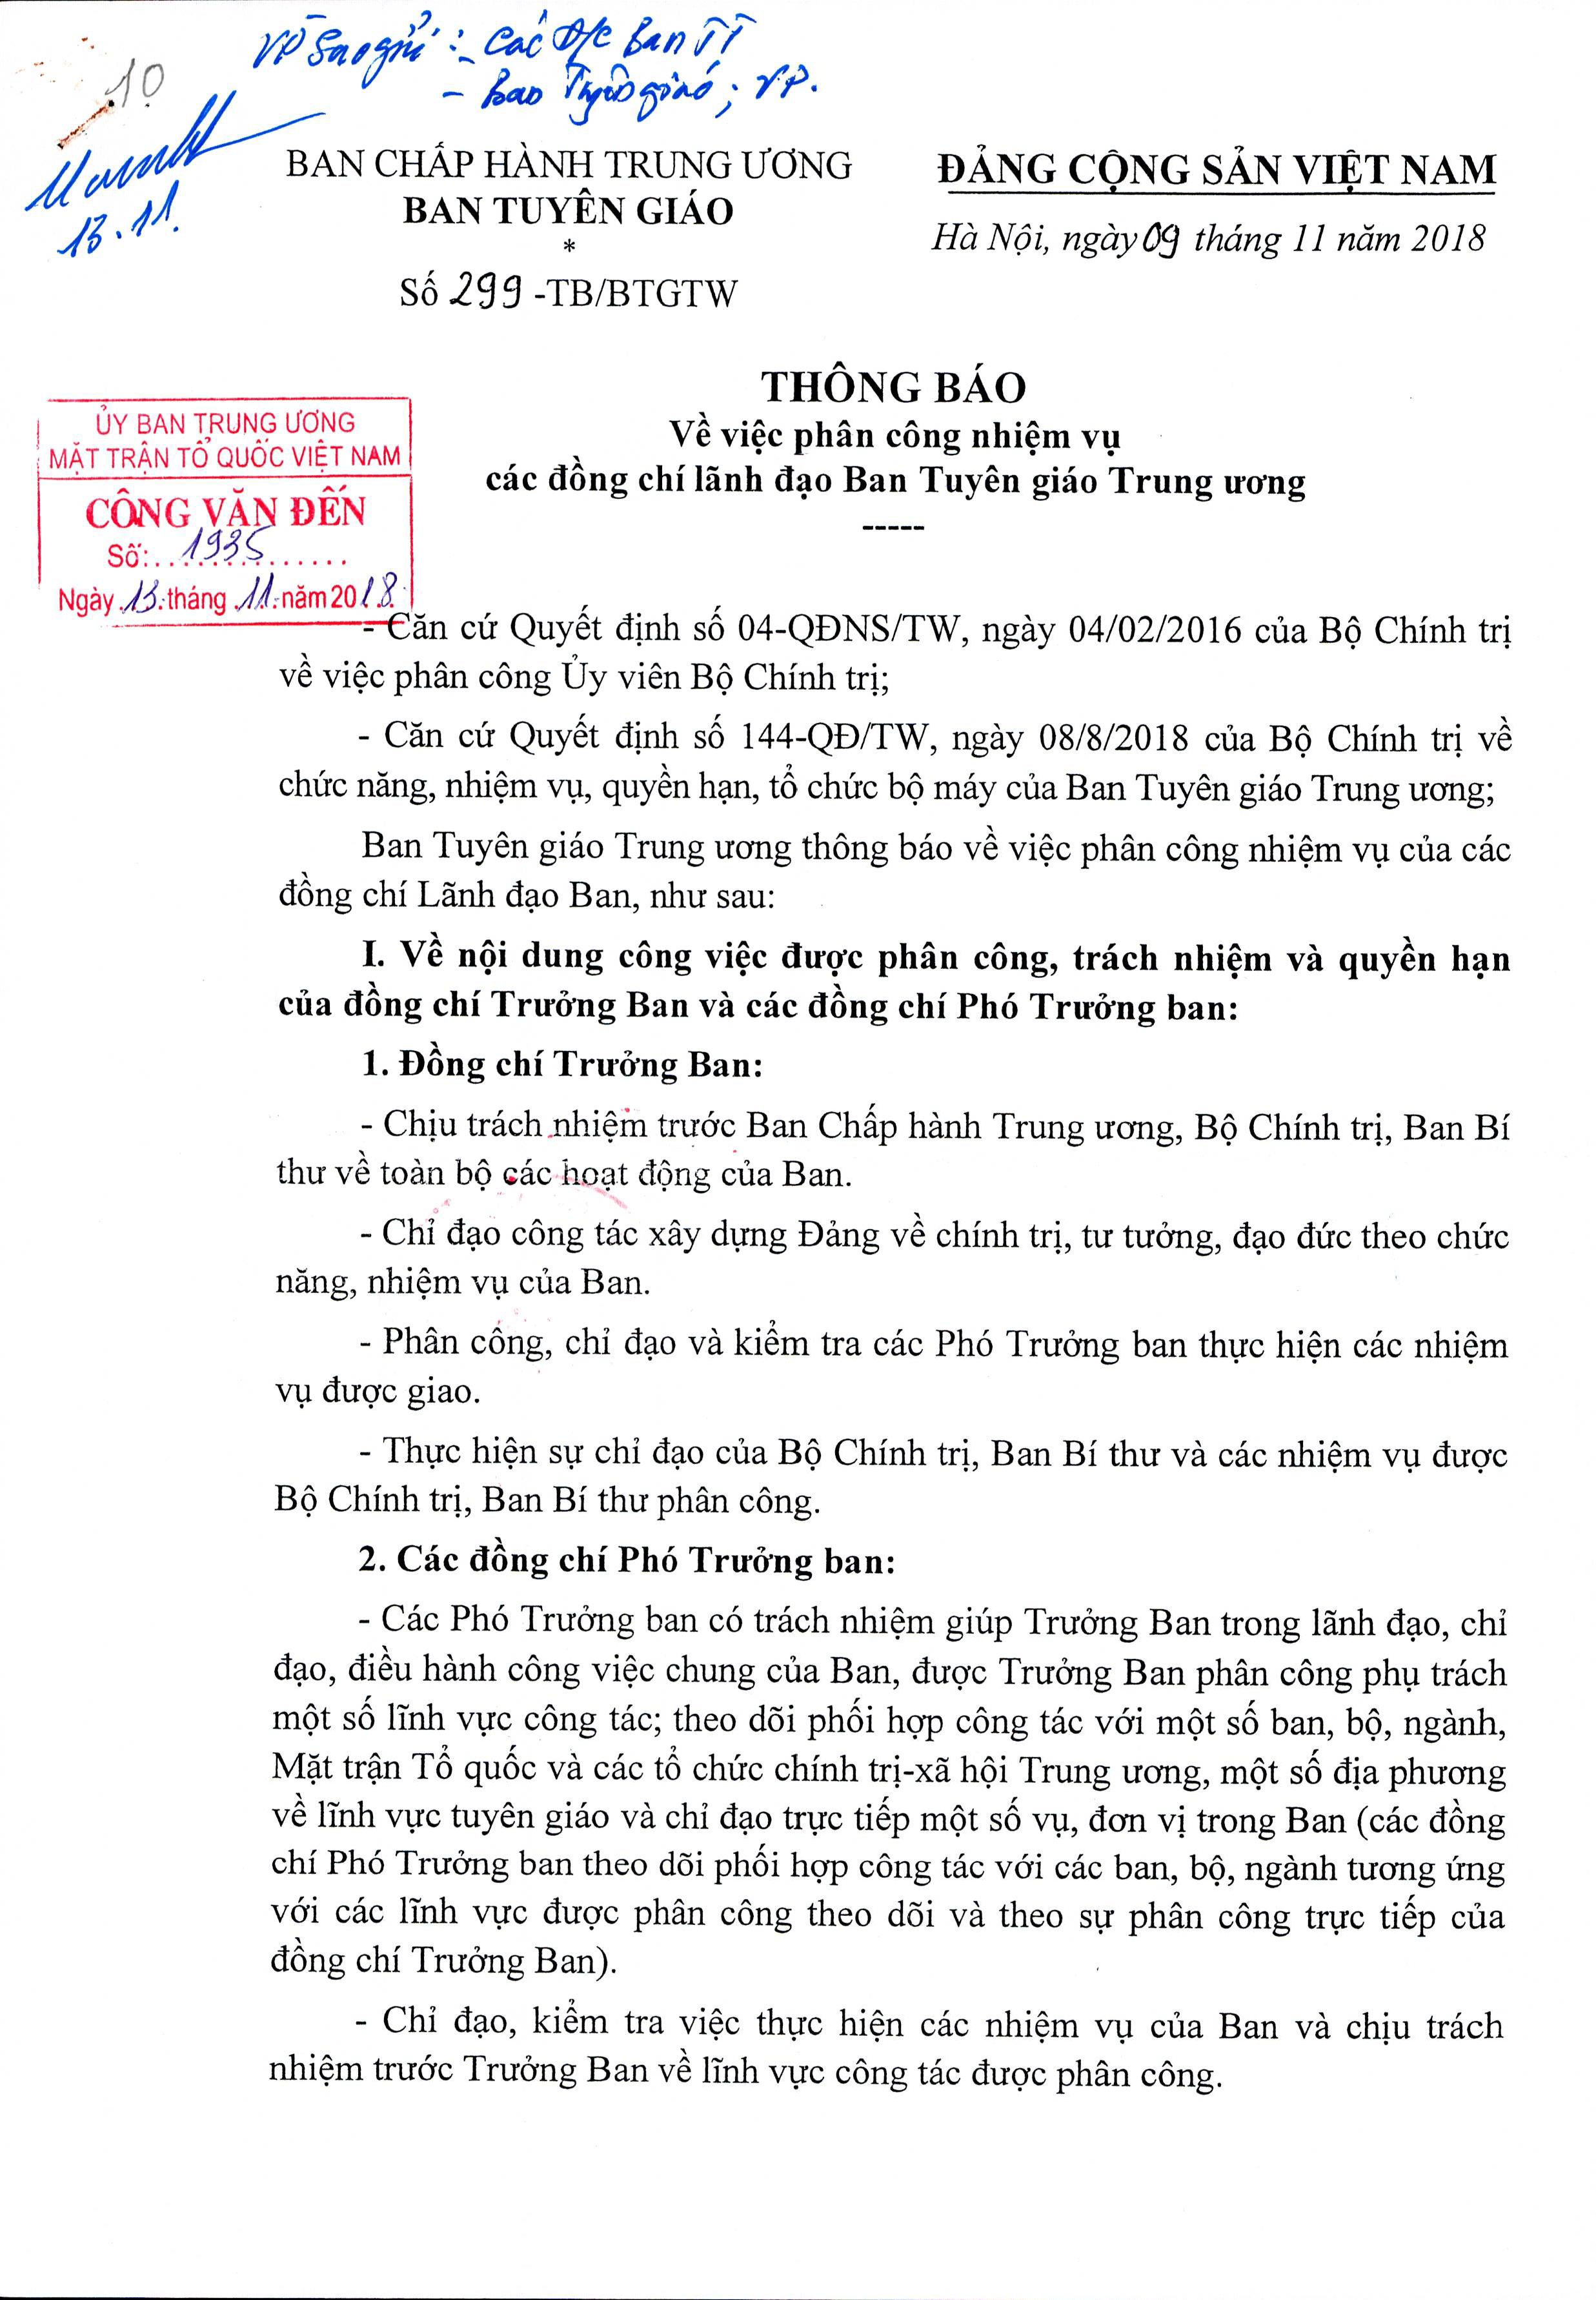 10
VP Sao gửi: - Các Đ/c Ban TT
- Ban Tuyên giáo; VP.
13.11.
BAN CHẤP HÀNH TRUNG ƯƠNG
BAN TUYÊN GIÁO
*
Số 299 -TB/BTGTW
ĐẢNG CỘNG SẢN VIỆT NAM
Hà Nội, ngày 09 tháng 11 năm 2018
THÔNG BÁO
Về việc phân công nhiệm vụ
các đồng chí lãnh đạo Ban Tuyên giáo Trung ương
-----
ỦY BAN TRUNG ƯƠNG
MẶT TRẬN TỔ QUỐC VIỆT NAM
CÔNG VĂN ĐẾN
Số: 1935
Ngày 13 tháng 11 năm 2018
- Căn cứ Quyết định số 04-QĐNS/TW, ngày 04/02/2016 của Bộ Chính trị
về việc phân công Ủy viên Bộ Chính trị;
- Căn cứ Quyết định số 144-QĐ/TW, ngày 08/8/2018 của Bộ Chính trị về
chức năng, nhiệm vụ, quyền hạn, tổ chức bộ máy của Ban Tuyên giáo Trung ương;
Ban Tuyên giáo Trung ương thông báo về việc phân công nhiệm vụ của các
đồng chí Lãnh đạo Ban, như sau:
I. Về nội dung công việc được phân công, trách nhiệm và quyền hạn
của đồng chí Trưởng Ban và các đồng chí Phó Trưởng ban:
1. Đồng chí Trưởng Ban:
- Chịu trách nhiệm trước Ban Chấp hành Trung ương, Bộ Chính trị, Ban Bí
thư về toàn bộ các hoạt động của Ban.
- Chỉ đạo công tác xây dựng Đảng về chính trị, tư tưởng, đạo đức theo chức
năng, nhiệm vụ của Ban.
- Phân công, chỉ đạo và kiểm tra các Phó Trưởng ban thực hiện các nhiệm
vụ được giao.
- Thực hiện sự chỉ đạo của Bộ Chính trị, Ban Bí thư và các nhiệm vụ được
Bộ Chính trị, Ban Bí thư phân công.
2. Các đồng chí Phó Trưởng ban:
- Các Phó Trưởng ban có trách nhiệm giúp Trưởng Ban trong lãnh đạo, chỉ
đạo, điều hành công việc chung của Ban, được Trưởng Ban phân công phụ trách
một số lĩnh vực công tác; theo dõi phối hợp công tác với một số ban, bộ, ngành,
Mặt trận Tổ quốc và các tổ chức chính trị-xã hội Trung ương, một số địa phương
về lĩnh vực tuyên giáo và chỉ đạo trực tiếp một số vụ, đơn vị trong Ban (các đồng
chí Phó Trưởng ban theo dõi phối hợp công tác với các ban, bộ, ngành tương ứng
với các lĩnh vực được phân công theo dõi và theo sự phân công trực tiếp của
đồng chí Trưởng Ban).
- Chỉ đạo, kiểm tra việc thực hiện các nhiệm vụ của Ban và chịu trách
nhiệm trước Trưởng Ban về lĩnh vực công tác được phân công.